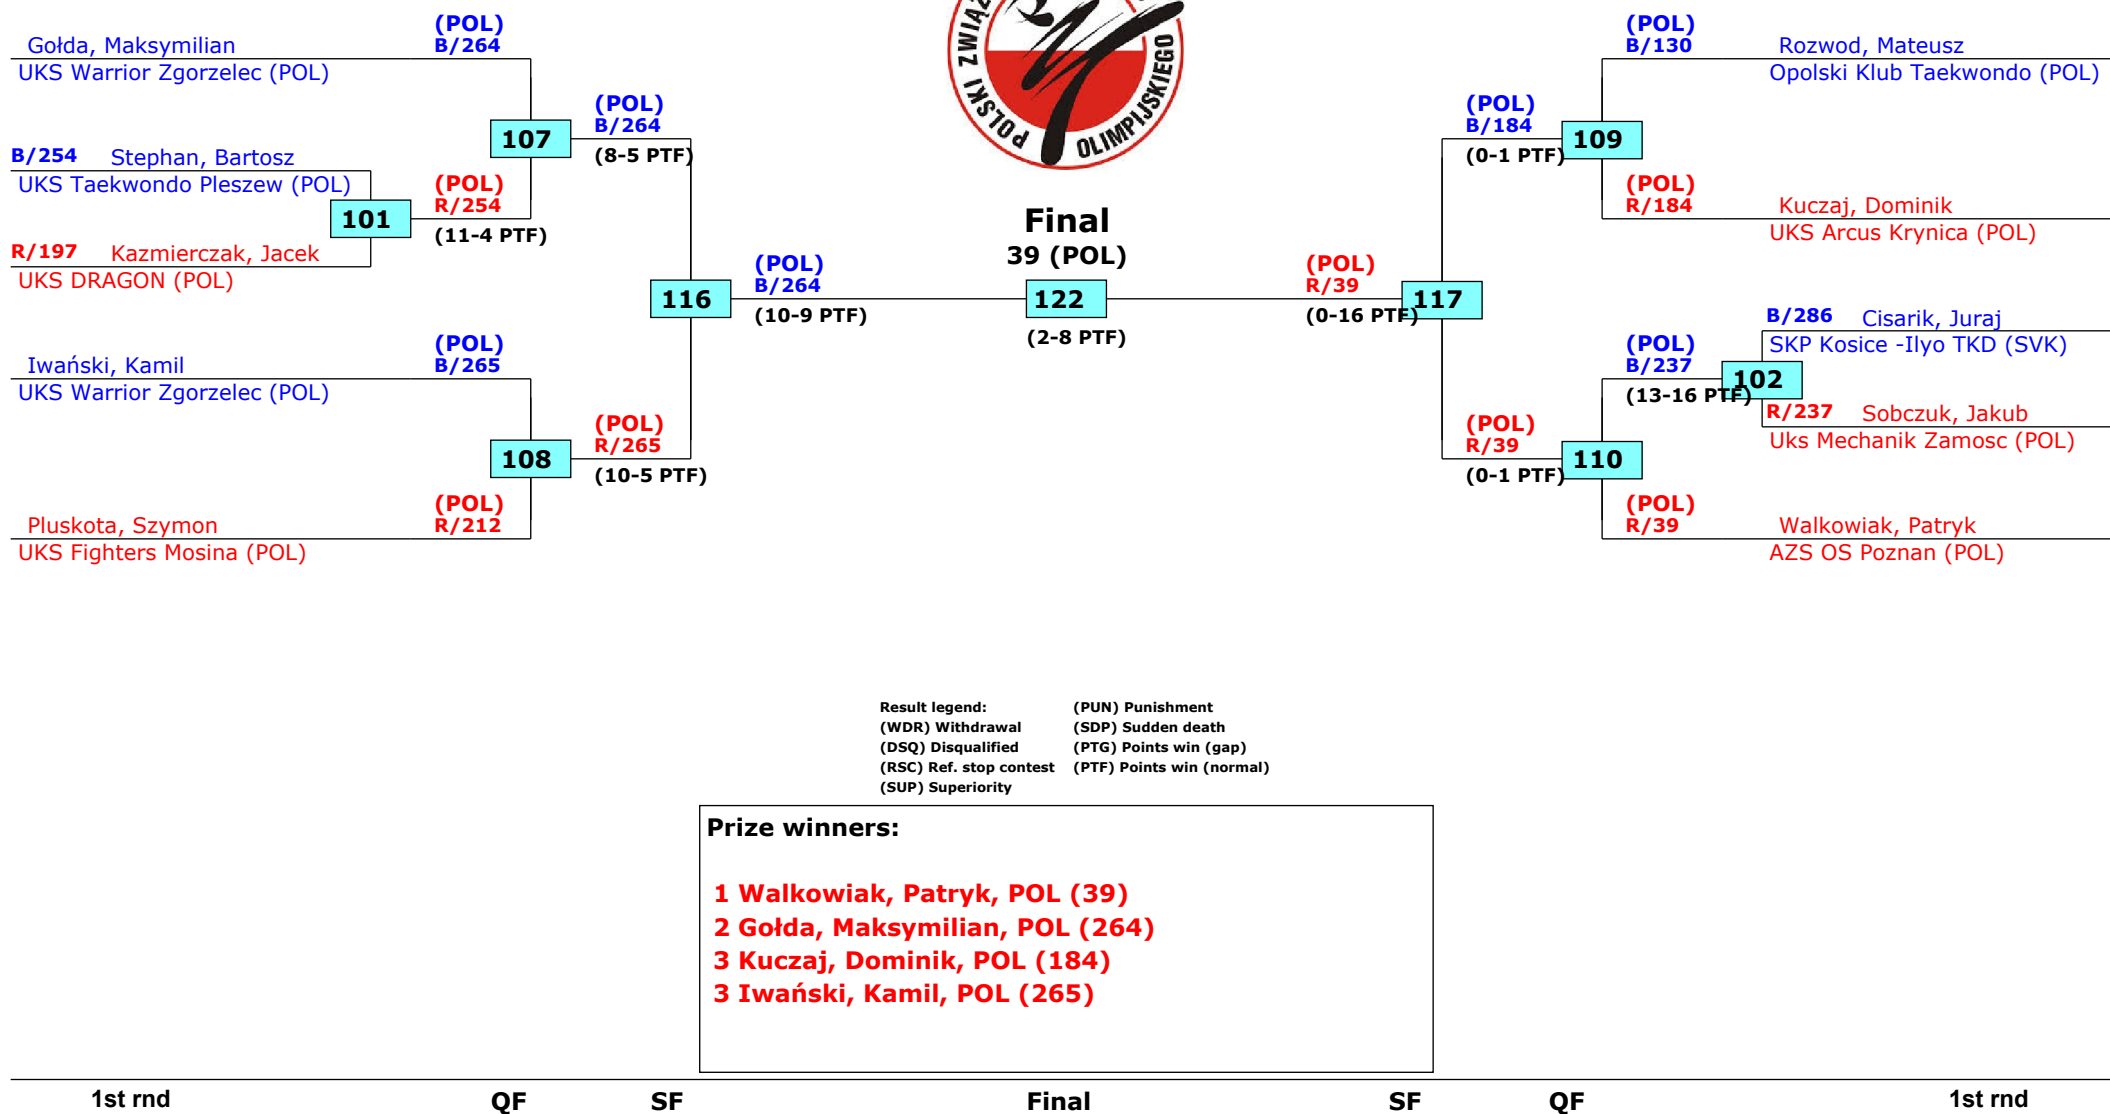 (POL)
B/264
Gołda, Maksymilian
UKS Warrior Zgorzelec (POL)
107
(POL)
B/264
(8-5 PTF)
B/254 Stephan, Bartosz
UKS Taekwondo Pleszew (POL)
101
(POL)
R/254
(11-4 PTF)
R/197 Kazmierczak, Jacek
UKS DRAGON (POL)
116
(POL)
B/264
(10-9 PTF)
(POL)
B/265
Iwański, Kamil
UKS Warrior Zgorzelec (POL)
108
(POL)
R/265
(10-5 PTF)
(POL)
R/212
Pluskota, Szymon
UKS Fighters Mosina (POL)
POLSKI
OLIMPIJSKIEGO
Final
39 (POL)
122
(2-8 PTF)
(POL)
B/130
Rozwod, Mateusz
Opolski Klub Taekwondo (POL)
(POL)
B/184
(0-1 PTF)
109
(POL)
R/184
Kuczaj, Dominik
UKS Arcus Krynica (POL)
(POL)
R/39
(0-16 PTF)
117
B/286 Cisarik, Juraj
SKP Kosice -Ilyo TKD (SVK)
(POL)
B/237
(13-16 PTF)
102
R/237 Sobczuk, Jakub
Uks Mechanik Zamosc (POL)
(POL)
R/39
(0-1 PTF)
110
(POL)
R/39
Walkowiak, Patryk
AZS OS Poznan (POL)
Result legend: (PUN) Punishment
(WDR) Withdrawal (SDP) Sudden death
(DSQ) Disqualified (PTG) Points win (gap)
(RSC) Ref. stop contest (PTF) Points win (normal)
(SUP) Superiority
Prize winners:
1 Walkowiak, Patryk, POL (39)
2 Gołda, Maksymilian, POL (264)
3 Kuczaj, Dominik, POL (184)
3 Iwański, Kamil, POL (265)
1st rnd QF SF Final SF QF 1st rnd